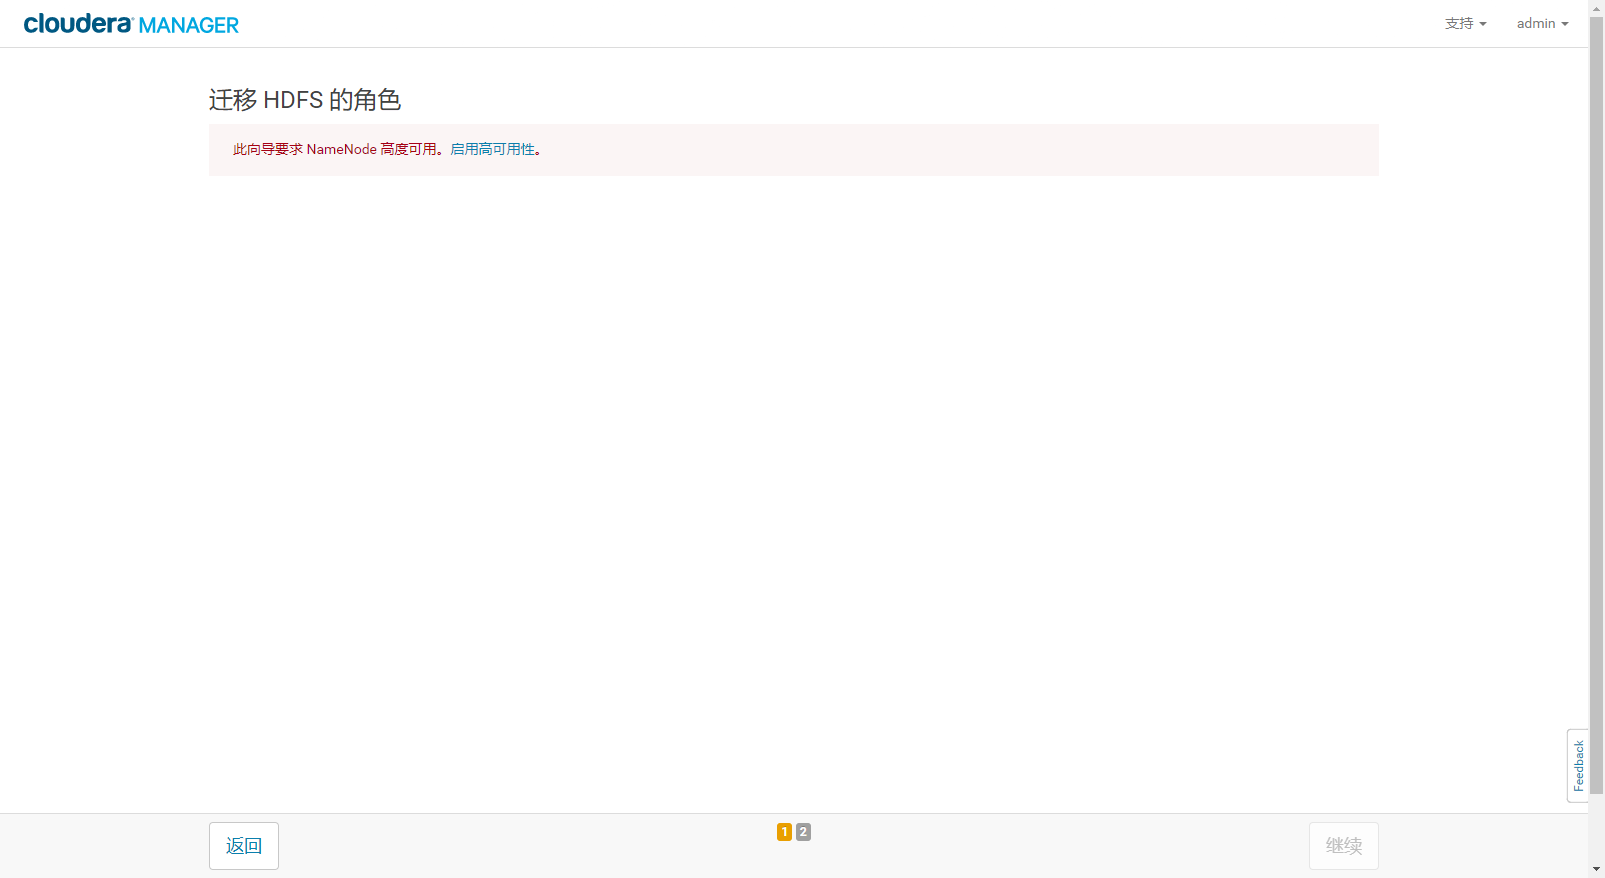 cloudera MANAGER
支持
admin
迁移 HDFS 的角色
此向导要求 NameNode 高度可用。启用高可用性。
Feedback
返回
1 2
继续